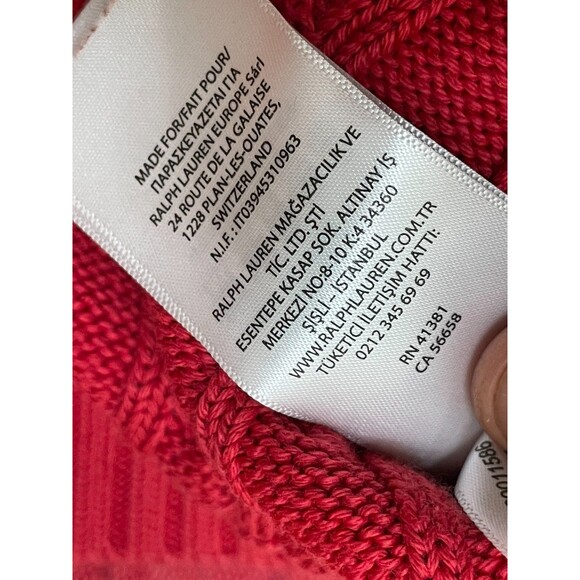 MADE FOR/FAIT POUR/
ΠΑΡΑΣΚΕΥΑΖΕΤΑΙ ΓΙΑ
RALPH LAUREN EUROPE Sárl
24 ROUTE DE LA GALAISE
1228 PLAN-LES-OUATES,
SWITZERLAND
N.I.F.: IT03945310963
RALPH LAUREN MAĞAZACILIK VE
TİC. LTD. ŞTİ
ESENTEPE KASAP SOK. ALTINAY İŞ
MERKEZİ NO:8-10 K:4 34360
ŞİŞLİ – İSTANBUL
WWW.RALPHLAUREN.COM.TR
TÜKETİCİ İLETİŞİM HATTI:
0212 345 69 69
RN 41381
CA 56658